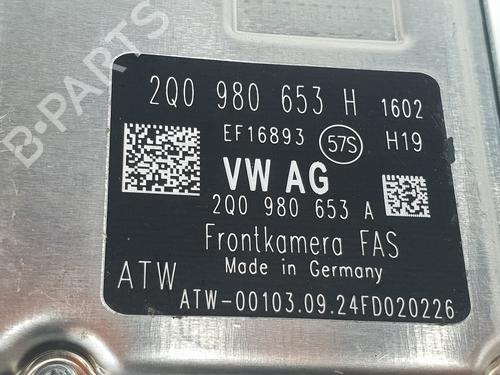 B-PARTS
2Q0 980 653 H 1602
EF16893 57S H19
VW AG
2Q0 980 653 A
Frontkamera FAS
ATW Made in Germany
ATW-00103.09.24FD020226